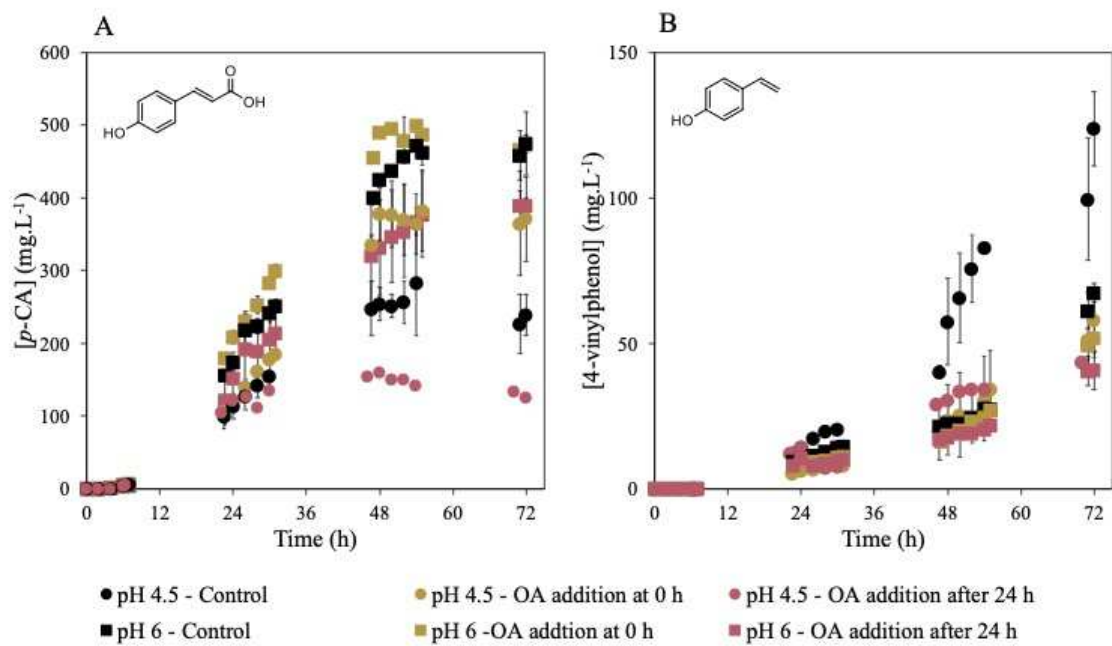 A
B
600
500
400
300
200
100
0
[p-CA] (mg.L⁻¹)
O
OH
HO
0 12 24 36 48 60 72
Time (h)
150
100
50
0
[4-vinylphenol] (mg.L⁻¹)
HO
0 12 24 36 48 60 72
Time (h)
pH 4.5 - Control
pH 4.5 - OA addition at 0 h
pH 4.5 - OA addition after 24 h
pH 6 - Control
pH 6 -OA addtion at 0 h
pH 6 - OA addition after 24 h